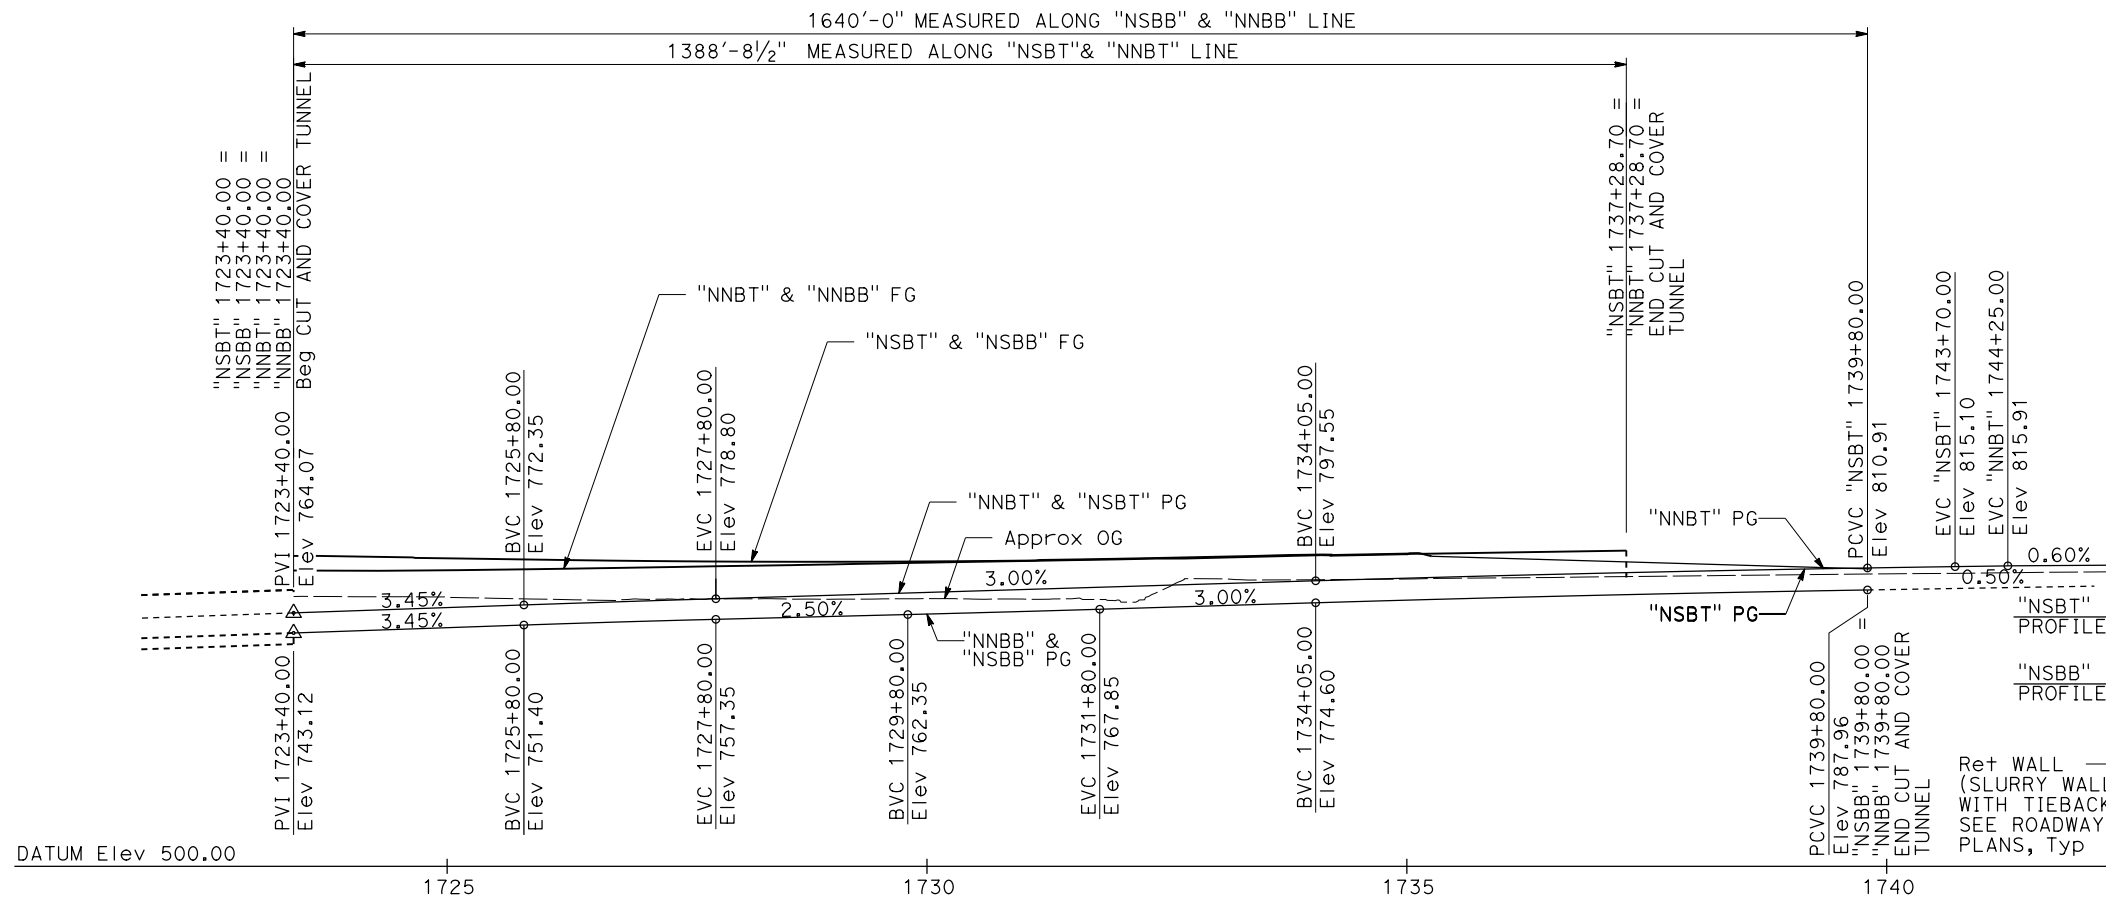 1640'-0" MEASURED ALONG "NSBB" & "NNBB" LINE
1388'-8½" MEASURED ALONG "NSBT"& "NNBT" LINE
"NSBT" 1723+40.00 =
"NSBB" 1723+40.00 =
"NNBT" 1723+40.00 =
"NNBB" 1723+40.00
Beg CUT AND COVER TUNNEL
"NSBT" 1737+28.70 =
"NNBT" 1737+28.70 =
END CUT AND COVER
TUNNEL
"NNBT" & "NNBB" FG
"NSBT" & "NSBB" FG
PVI 1723+40.00
Elev 764.07
BVC 1725+80.00
Elev 772.35
EVC 1727+80.00
Elev 778.80
BVC 1734+05.00
Elev 797.55
PCVC "NSBT" 1739+80.00
Elev 810.91
EVC "NSBT" 1743+70.00
Elev 815.10
EVC "NNBT" 1744+25.00
Elev 815.91
"NNBT" & "NSBT" PG
Approx OG
"NNBT" PG
"NSBT" PG
3.45%
3.00%
0.60%
0.50%
3.45%
2.50%
3.00%
"NNBB" &
"NSBB" PG
"NSBT"
PROFILE
"NSBB"
PROFILE
PVI 1723+40.00
Elev 743.12
BVC 1725+80.00
Elev 751.40
EVC 1727+80.00
Elev 757.35
BVC 1729+80.00
Elev 762.35
EVC 1731+80.00
Elev 767.85
BVC 1734+05.00
Elev 774.60
PCVC 1739+80.00
Elev 787.96
"NSBB" 1739+80.00 =
"NNBB" 1739+80.00
END CUT AND COVER
TUNNEL
Ret WALL
(SLURRY WALL
WITH TIEBACK
SEE ROADWAY
PLANS, Typ
DATUM Elev 500.00
1725
1730
1735
1740